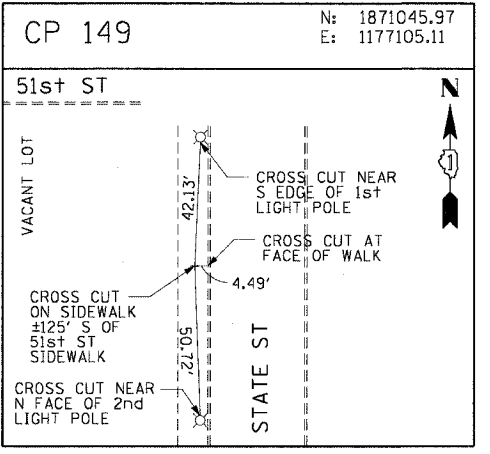 CP 149
N: 1871045.97
E: 1177105.11
51st ST
N
1
VACANT LOT
42.13'
CROSS CUT NEAR
S EDGE OF 1st
LIGHT POLE
CROSS CUT AT
FACE OF WALK
4.49'
CROSS CUT
ON SIDEWALK
±125' S OF
51st ST
SIDEWALK
50.72'
STATE ST
CROSS CUT NEAR
N FACE OF 2nd
LIGHT POLE